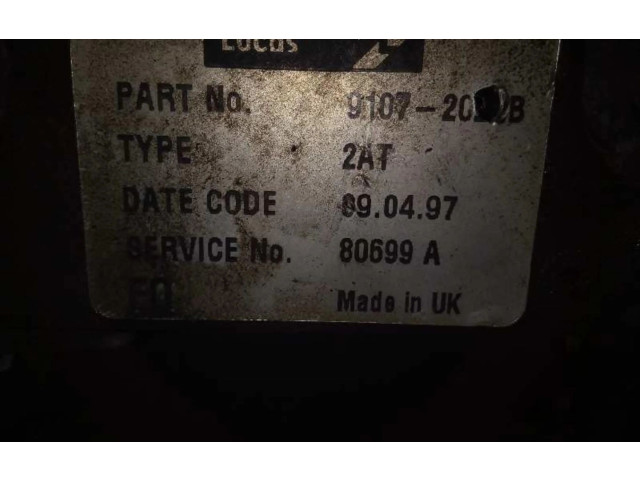 Lucas
PART No.
TYPE 2AT
DATE CODE 09.04.97
SERVICE No. 80699 A
Made in UK